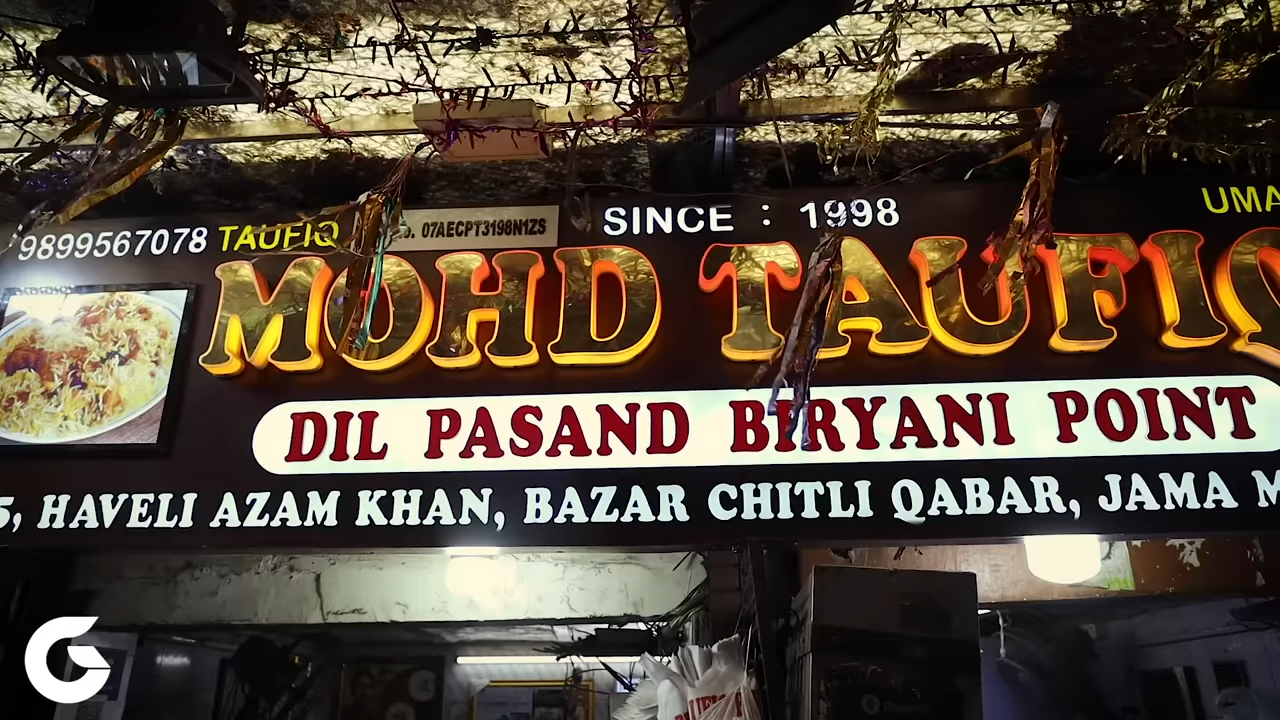 SINCE : 1998
UMA
9899567078 TAUFIQ
07AECPT3198N1ZS
MOHD TAUFIQ
DIL PASAND BIRYANI POINT
5, HAVELI AZAM KHAN, BAZAR CHITLI QABAR, JAMA M